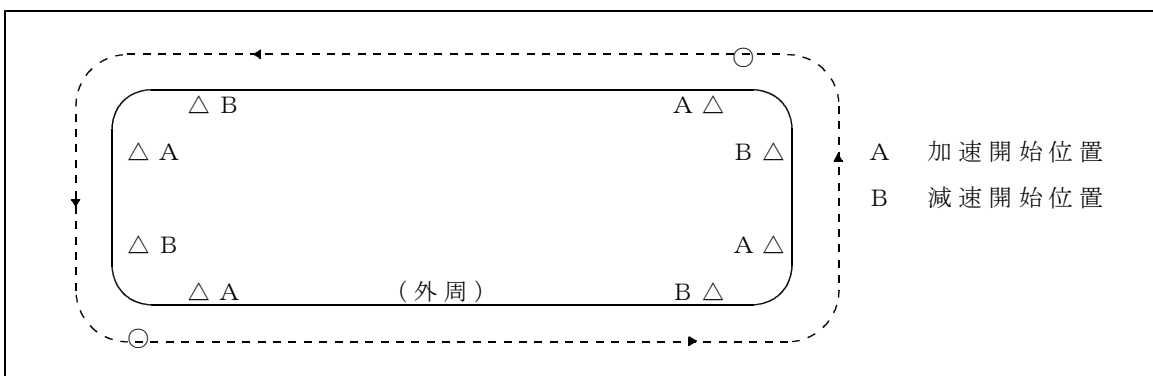 △ B A △
△ A B △
A 加速開始位置
B 減速開始位置
△ B A △
△ A (外周) B △